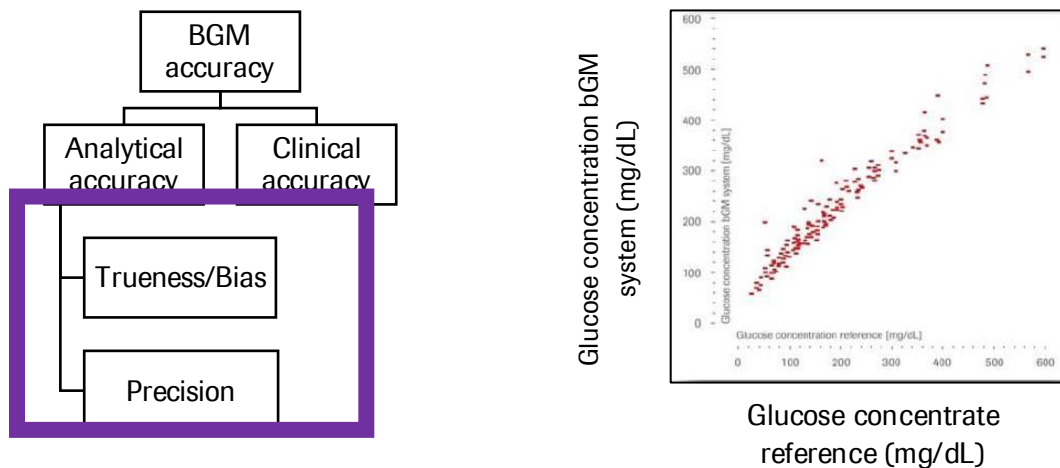 BGM
accuracy
Analytical
accuracy
Clinical
accuracy
Trueness/Bias
Precision
Glucose concentration bGM
system (mg/dL)
600
500
400
300
200
100
0
Glucose concentration bGM system [mg/dL]
Glucose concentration reference [mg/dL]
0 100 200 300 400 500 600
Glucose concentrate
reference (mg/dL)